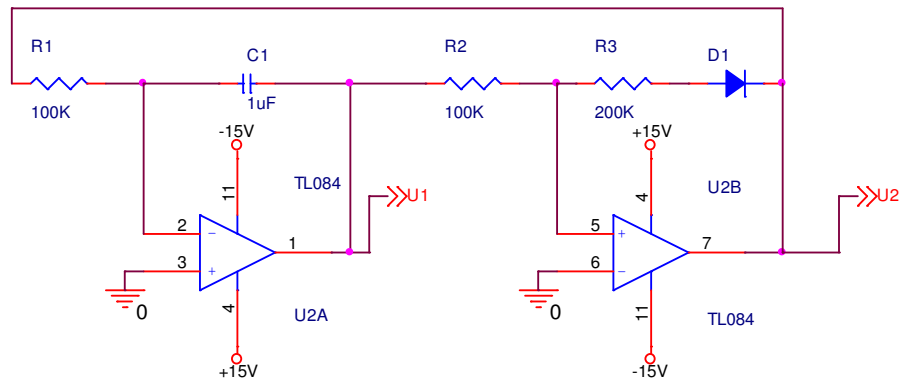 R1
C1
R2
R3
D1
100K
1uF
100K
200K
-15V
+15V
11
TL084
U1
4
U2B
U2
2
−
1
5
+
7
3
+
6
−
0
4
U2A
0
11
TL084
+15V
-15V